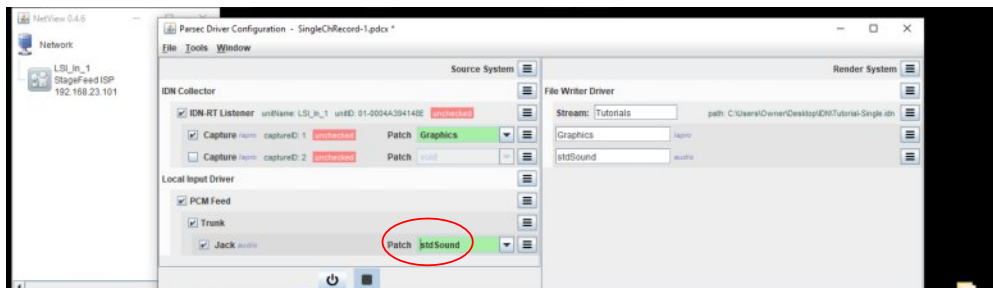 NetView 0.4.6
Network
LSI_In_1
StageFeed ISP
192.168.23.101
Parsec Driver Configuration - SingleChRecord-1.pdcx *
File Tools Window
Source System
IDN Collector
IDN-RT Listener unitName: LSI_In_1 unitID: 01-0004A394148E unchecked
Capture lapro captureID: 1 unchecked Patch Graphics
Capture lapro captureID: 2 unchecked Patch void
Local Input Driver
PCM Feed
Trunk
Jack audio Patch stdSound
Render System
File Writer Driver
Stream: Tutorials path: C:\Users\Owner\Desktop\IDN\Tutorial-Single.idn
Graphics lapro
stdSound audio